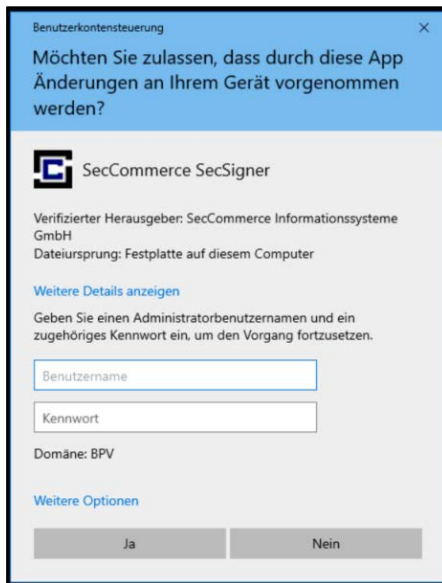 Benutzerkontensteuerung
Möchten Sie zulassen, dass durch diese App
Änderungen an Ihrem Gerät vorgenommen
werden?
SecCommerce SecSigner
Verifizierter Herausgeber: SecCommerce Informationssysteme
GmbH
Dateiursprung: Festplatte auf diesem Computer
Weitere Details anzeigen
Geben Sie einen Administratorbenutzernamen und ein
zugehöriges Kennwort ein, um den Vorgang fortzusetzen.
Benutzername
Kennwort
Domäne: BPV
Weitere Optionen
Ja Nein